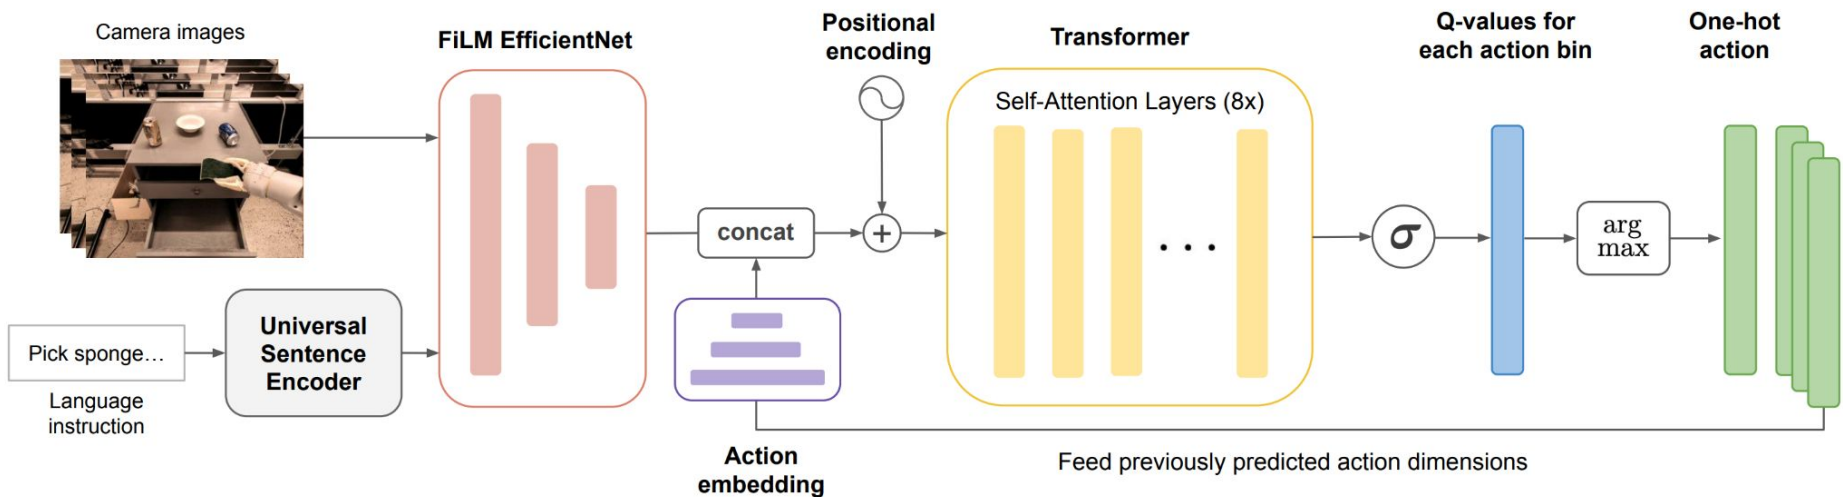 Camera images
FiLM EfficientNet
Positional
encoding
Transformer
Q-values for
each action bin
One-hot
action
Self-Attention Layers (8x)
concat
+
. . .
σ
arg
max
Pick sponge…
Universal
Sentence
Encoder
Language
instruction
Action
embedding
Feed previously predicted action dimensions